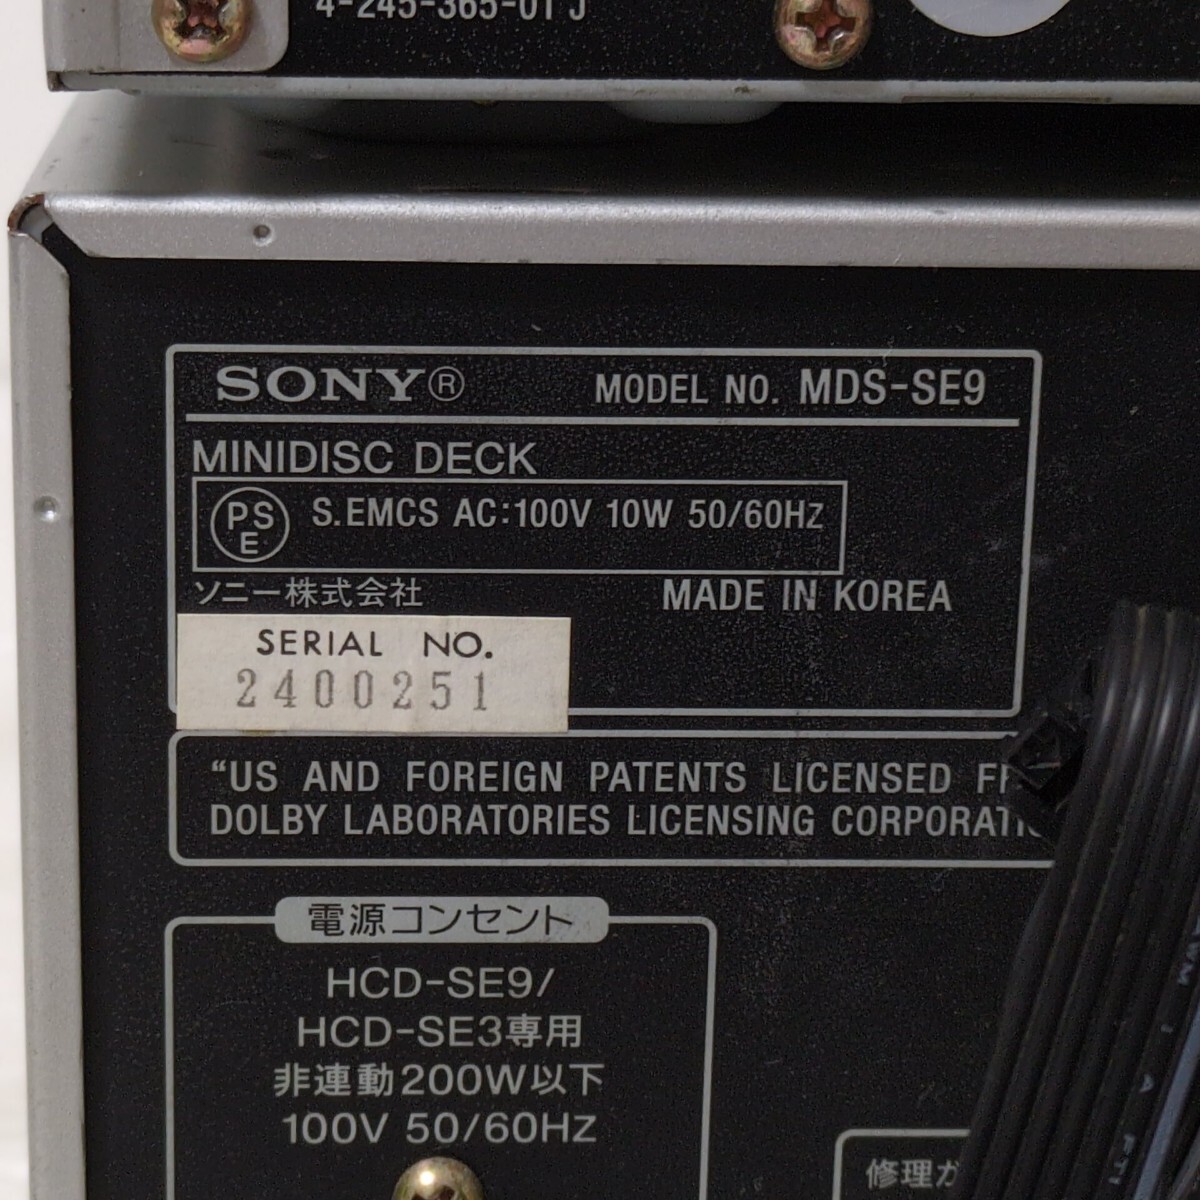 4-245-365-01 J
SONY® MODEL NO. MDS-SE9
MINIDISC DECK
PSE S.EMCS AC:100V 10W 50/60Hz
ソニー株式会社 MADE IN KOREA
SERIAL NO.
2400251
“US AND FOREIGN PATENTS LICENSED
DOLBY LABORATORIES LICENSING CORPORATI
電源コンセント
HCD-SE9/
HCD-SE3専用
非連動200W以下
100V 50/60Hz
修理ガ